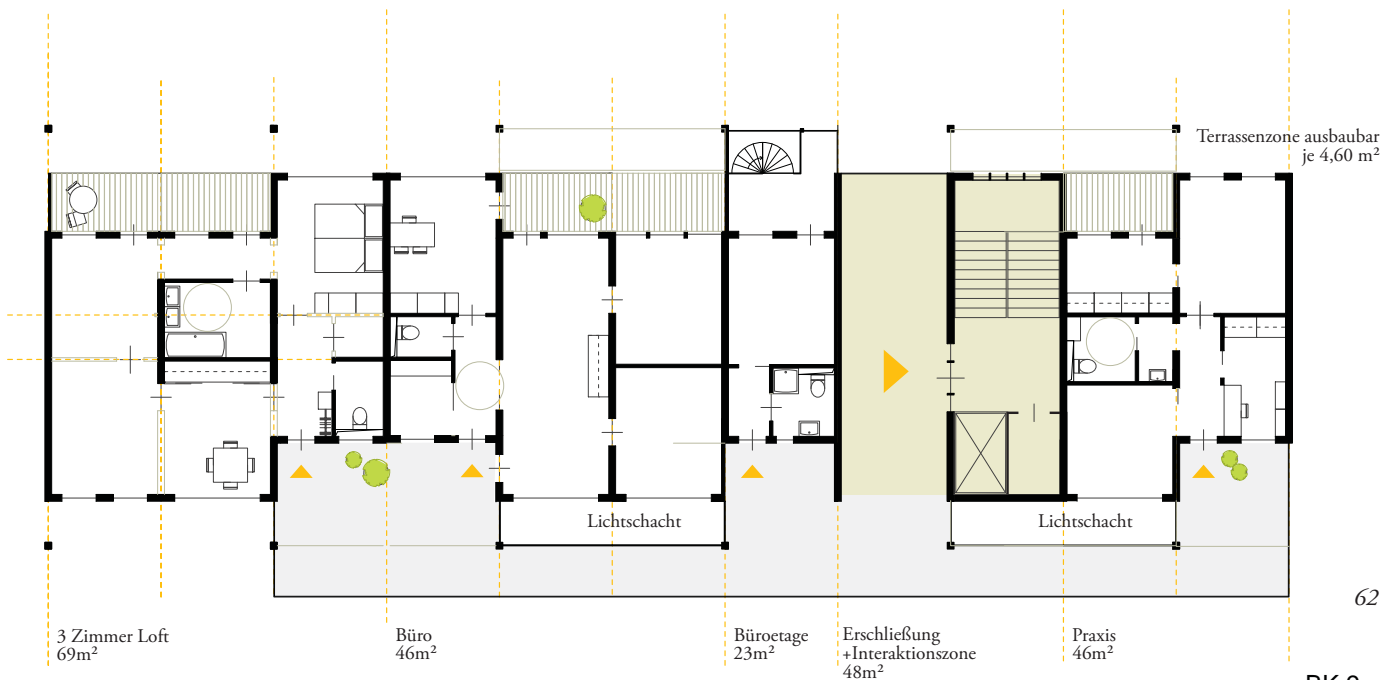 Terrassenzone ausbaubar
je 4,60 m²
Lichtschacht
Lichtschacht
62
3 Zimmer Loft
69m²
Büro
46m²
Büroetage
23m²
Erschließung
+Interaktionszone
48m²
Praxis
46m²